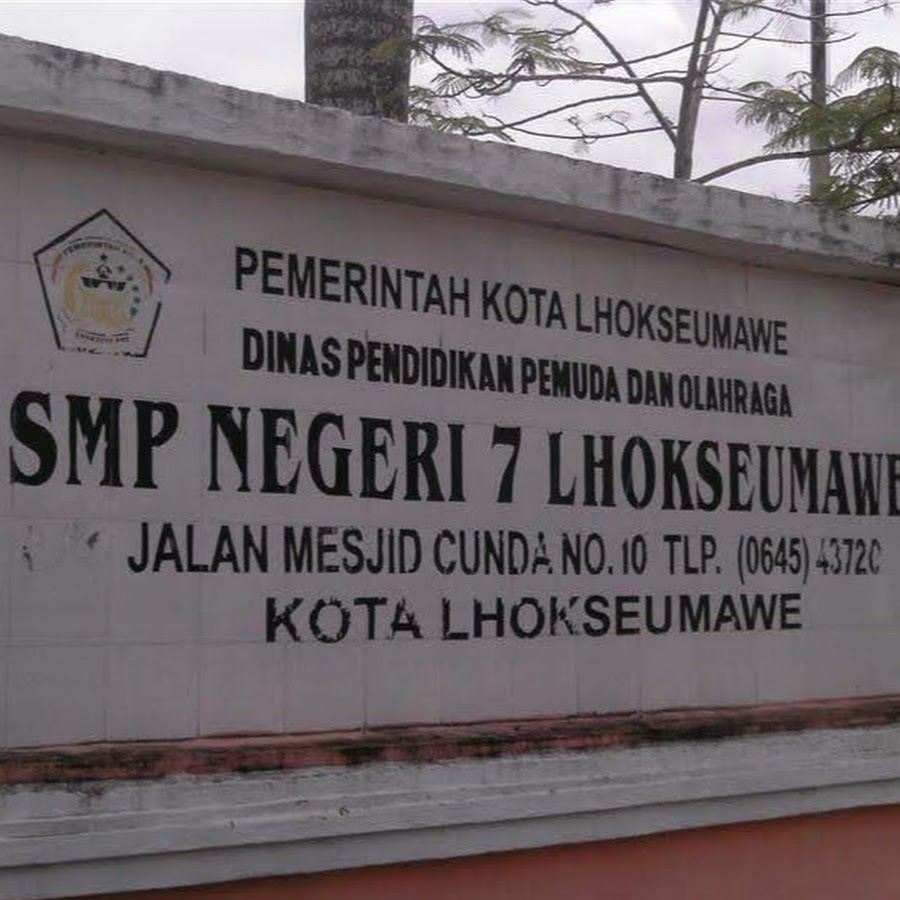 PEMERINTAH KOTA LHOKSEUMAWE
DINAS PENDIDIKAN PEMUDA DAN OLAHRAGA
SMP NEGERI 7 LHOKSEUMAWE
JALAN MESJID CUNDA NO. 10 TLP. (0645)
KOTA LHOKSEUMAWE